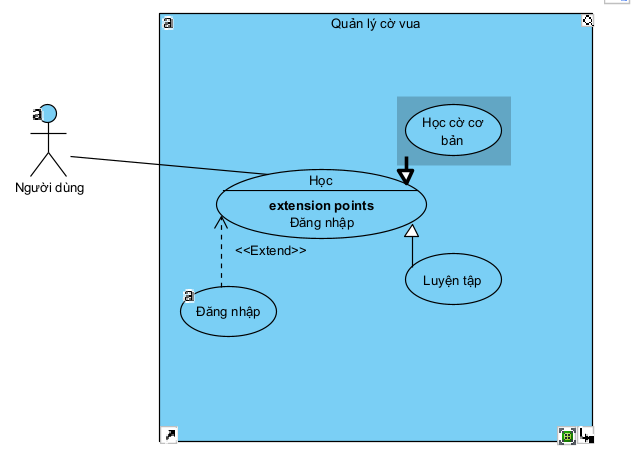 a
Quản lý cờ vua
a
Người dùng
Học cờ cơ
bản
Học
extension points
Đăng nhập
<<Extend>>
Luyện tập
a
Đăng nhập